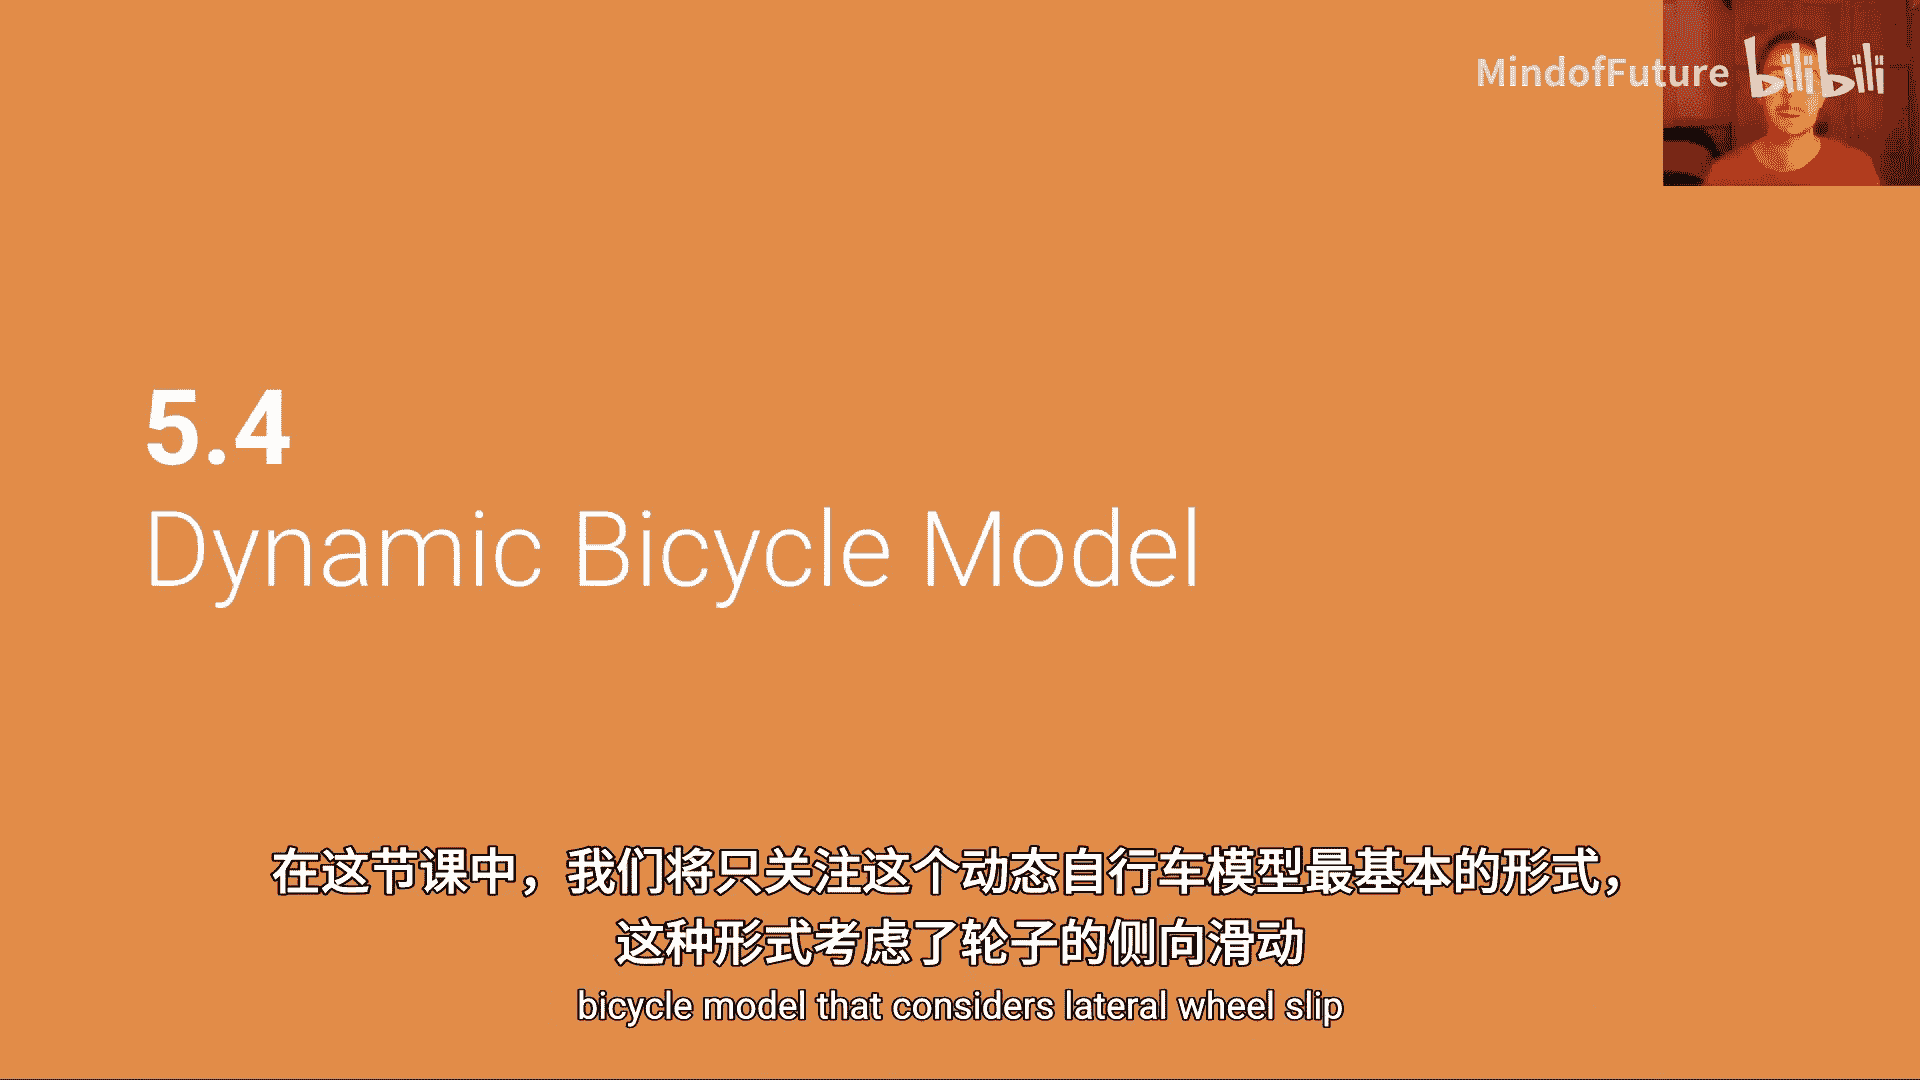 MindofFuture bilibili
5.4
Dynamic Bicycle Model
在这节课中，我们将只关注这个动态自行车模型最基本的形式，
这种形式考虑了轮子的侧向滑动
bicycle model that considers lateral wheel slip